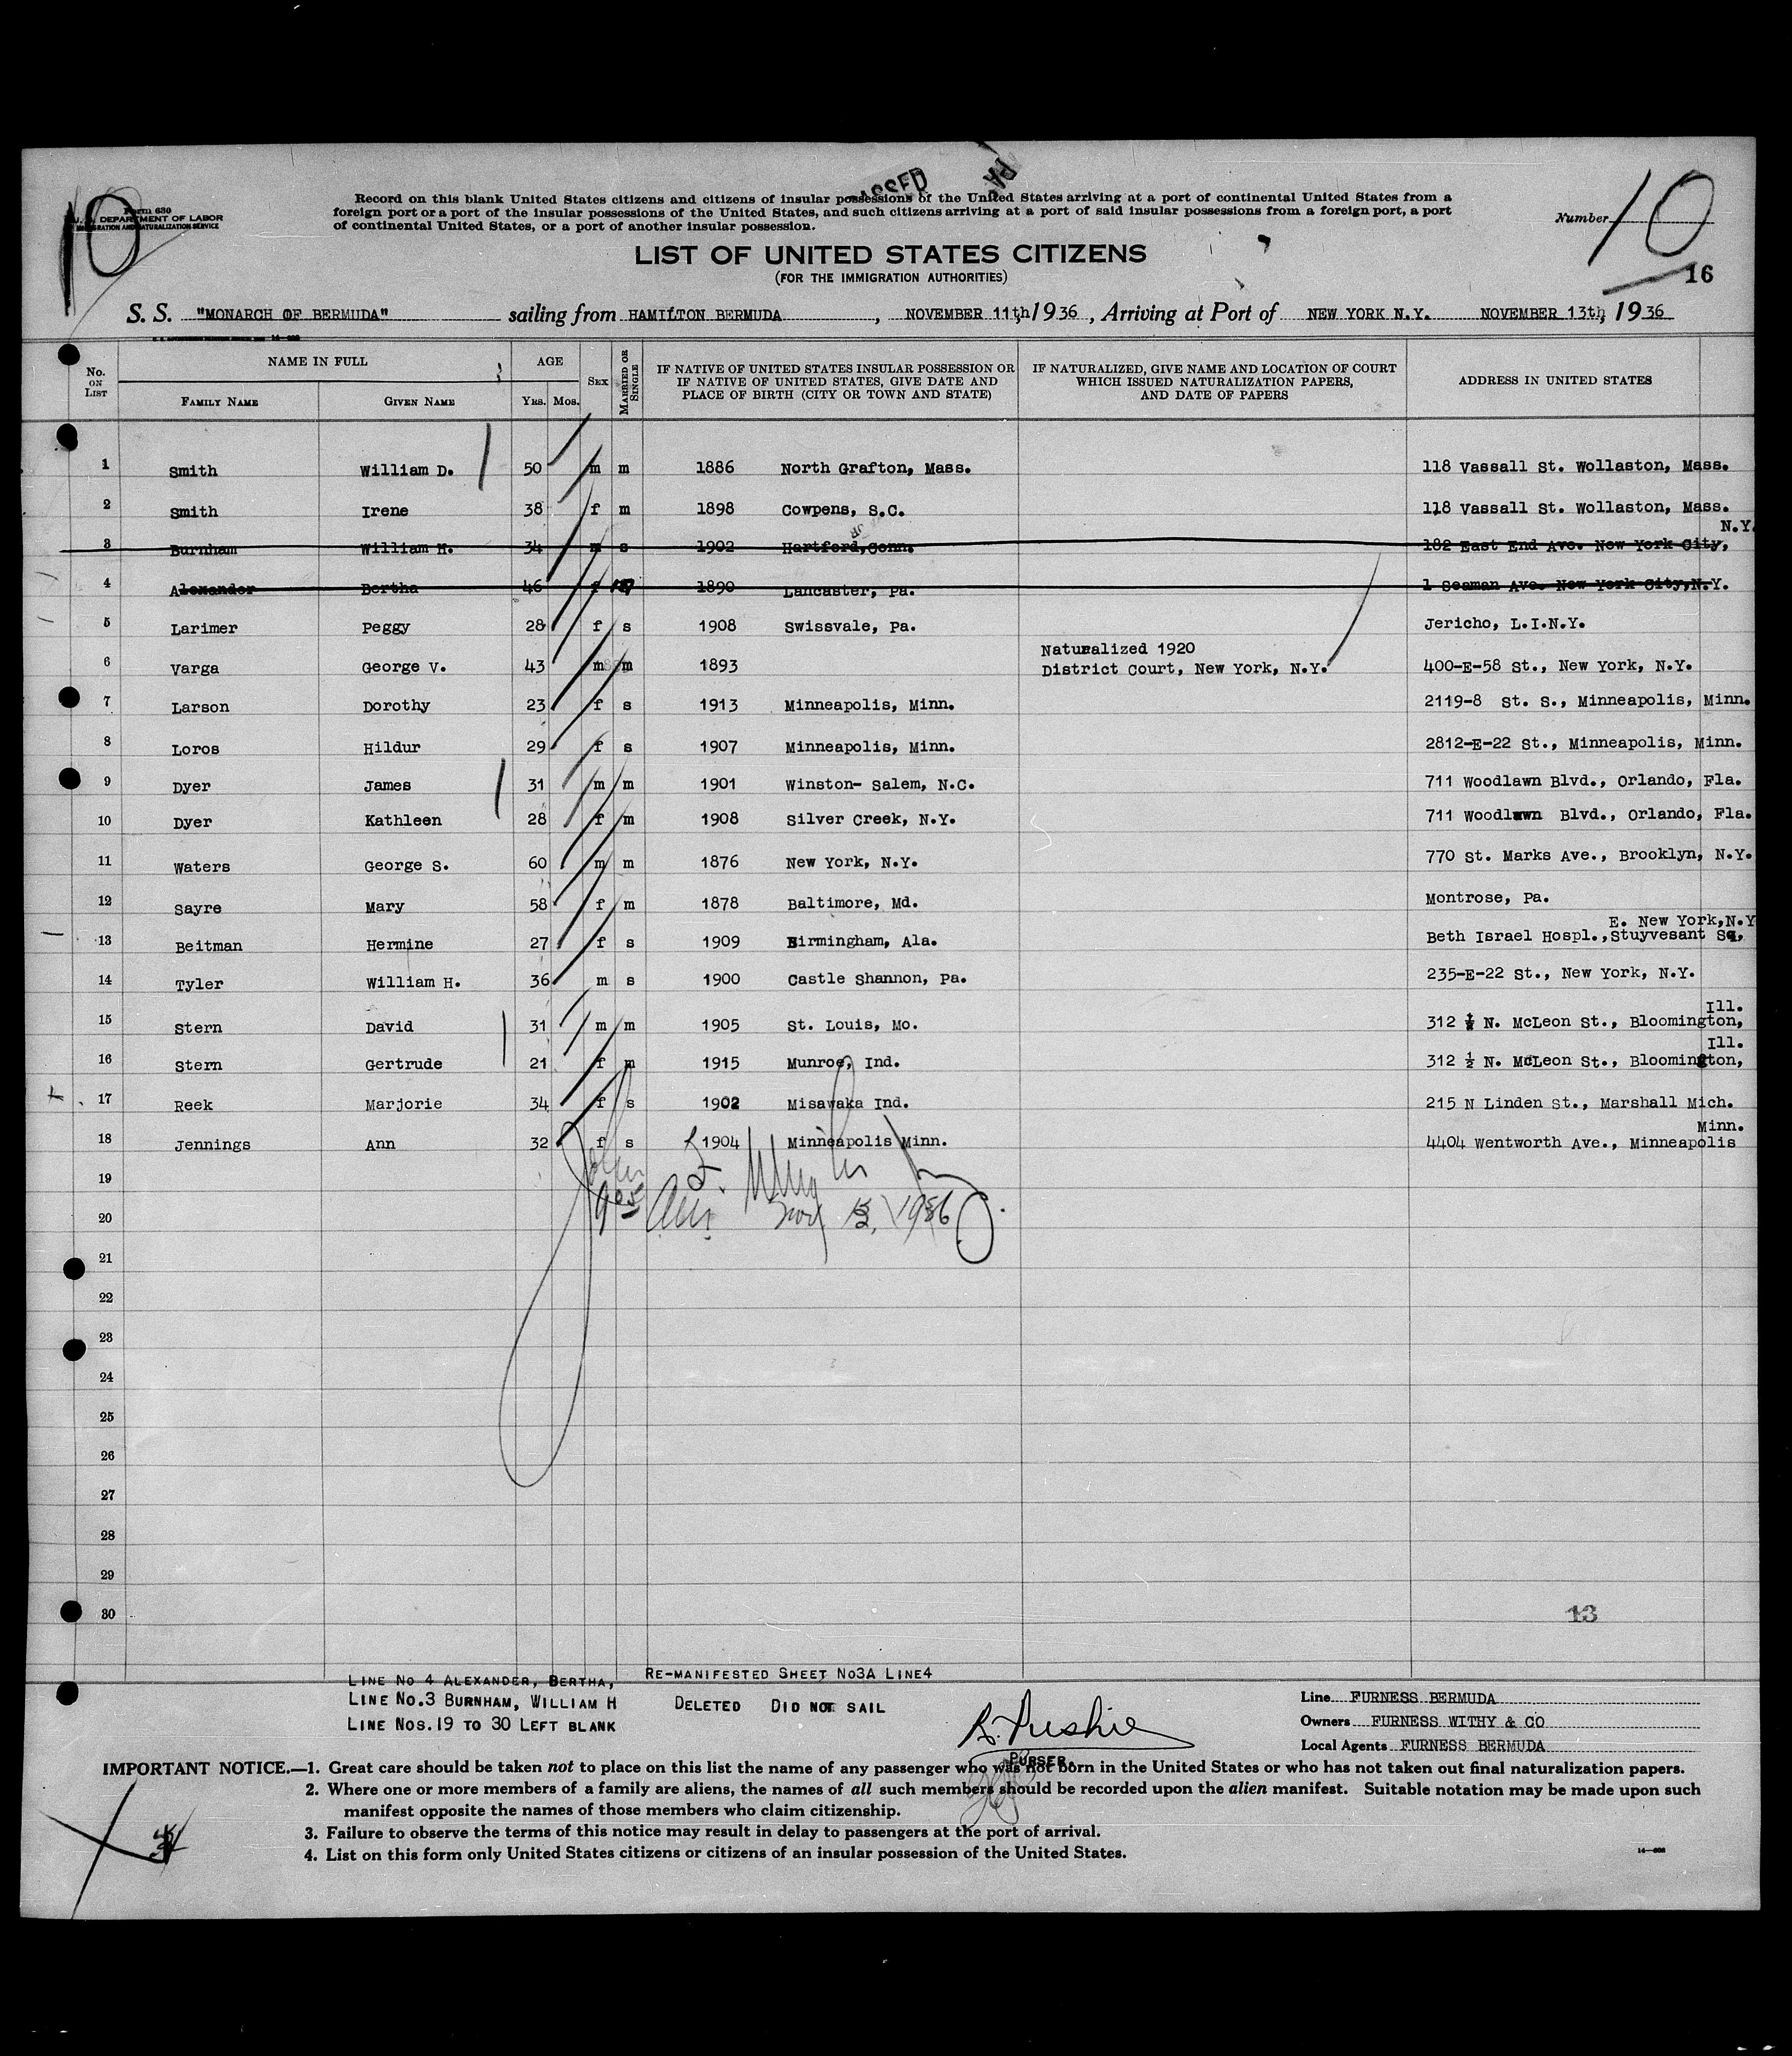 PASSED
PA
10
Form 630
U. S. DEPARTMENT OF LABOR
IMMIGRATION AND NATURALIZATION SERVICE
Record on this blank United States citizens and citizens of insular possessions of the United States arriving at a port of continental United States from a
foreign port or a port of the insular possessions of the United States, and such citizens arriving at a port of said insular possessions from a foreign port, a port
of continental United States, or a port of another insular possession.
Number 10
LIST OF UNITED STATES CITIZENS
(FOR THE IMMIGRATION AUTHORITIES)
16
S. S. "MONARCH OF BERMUDA" sailing from HAMILTON BERMUDA, NOVEMBER 11th 1936, Arriving at Port of NEW YORK N.Y. NOVEMBER 13th, 1936
No. ON LIST NAME IN FULL FAMILY NAME GIVEN NAME AGE YRS. MOS. SEX MARRIED OR SINGLE IF NATIVE OF UNITED STATES INSULAR POSSESSION OR IF NATIVE OF UNITED STATES, GIVE DATE AND PLACE OF BIRTH (CITY OR TOWN AND STATE) IF NATURALIZED, GIVE NAME AND LOCATION OF COURT WHICH ISSUED NATURALIZATION PAPERS, AND DATE OF PAPERS ADDRESS IN UNITED STATES
1 Smith William D. 50 m m 1886 North Grafton, Mass. 118 Vassall St. Wollaston, Mass.
2 Smith Irene 38 f m 1898 Cowpens, S.C. 118 Vassall St. Wollaston, Mass.
N.Y.
3 Burnham William H. 34 m s 1902 Hartford, Conn. 182 East End Ave. New York City,
4 Alexander Bertha 46 f 1890 Lancaster, Pa. 1 Seaman Ave. New York City, N.Y.
5 Larimer Peggy 28 f s 1908 Swissvale, Pa. Jericho, L.I.N.Y.
Naturalized 1920
6 Varga George V. 43 m m 1893 District Court, New York, N.Y. 400-E-58 St., New York, N.Y.
7 Larson Dorothy 23 f s 1913 Minneapolis, Minn. 2119-8 St. S., Minneapolis, Minn.
8 Loros Hildur 29 f s 1907 Minneapolis, Minn. 2812-E-22 St., Minneapolis, Minn.
9 Dyer James 31 m m 1901 Winston- Salem, N.C. 711 Woodlawn Blvd., Orlando, Fla.
10 Dyer Kathleen 28 f m 1908 Silver Creek, N.Y. 711 Woodlawn Blvd., Orlando, Fla.
11 Waters George S. 60 m m 1876 New York, N.Y. 770 St. Marks Ave., Brooklyn, N.Y.
12 Sayre Mary 58 f m 1878 Baltimore, Md. Montrose, Pa.
E. New York, N.Y
13 Beitman Hermine 27 f s 1909 Birmingham, Ala. Beth Israel Hospl., Stuyvesant Sq,
14 Tyler William H. 36 m s 1900 Castle Shannon, Pa. 235-E-22 St., New York, N.Y.
Ill.
15 Stern David 31 m m 1905 St. Louis, Mo. 312 ½ N. McLeon St., Bloomington,
Ill.
16 Stern Gertrude 21 f m 1915 Munroe, Ind. 312 ½ N. McLeon St., Bloomington,
17 Reek Marjorie 34 f s 1902 Misawaka Ind. 215 N Linden St., Marshall Mich.
Minn.
18 Jennings Ann 32 f s 1904 Minneapolis Minn. 4404 Wentworth Ave., Minneapolis
19
20 Nov 1936
21
22
23
24
25
26
27
28
29
30
13
LINE NO 4 ALEXANDER, BERTHA, RE-MANIFESTED SHEET NO3A LINE4
LINE NO.3 BURNHAM, WILLIAM H DELETED DID NOT SAIL
LINE NOS.19 TO 30 LEFT BLANK
PURSER.
Line FURNESS BERMUDA
Owners FURNESS WITHY & CO
Local Agents FURNESS BERMUDA
IMPORTANT NOTICE.—1. Great care should be taken not to place on this list the name of any passenger who was not born in the United States or who has not taken out final naturalization papers.
2. Where one or more members of a family are aliens, the names of all such members should be recorded upon the alien manifest. Suitable notation may be made upon such
manifest opposite the names of those members who claim citizenship.
3. Failure to observe the terms of this notice may result in delay to passengers at the port of arrival.
4. List on this form only United States citizens or citizens of an insular possession of the United States.